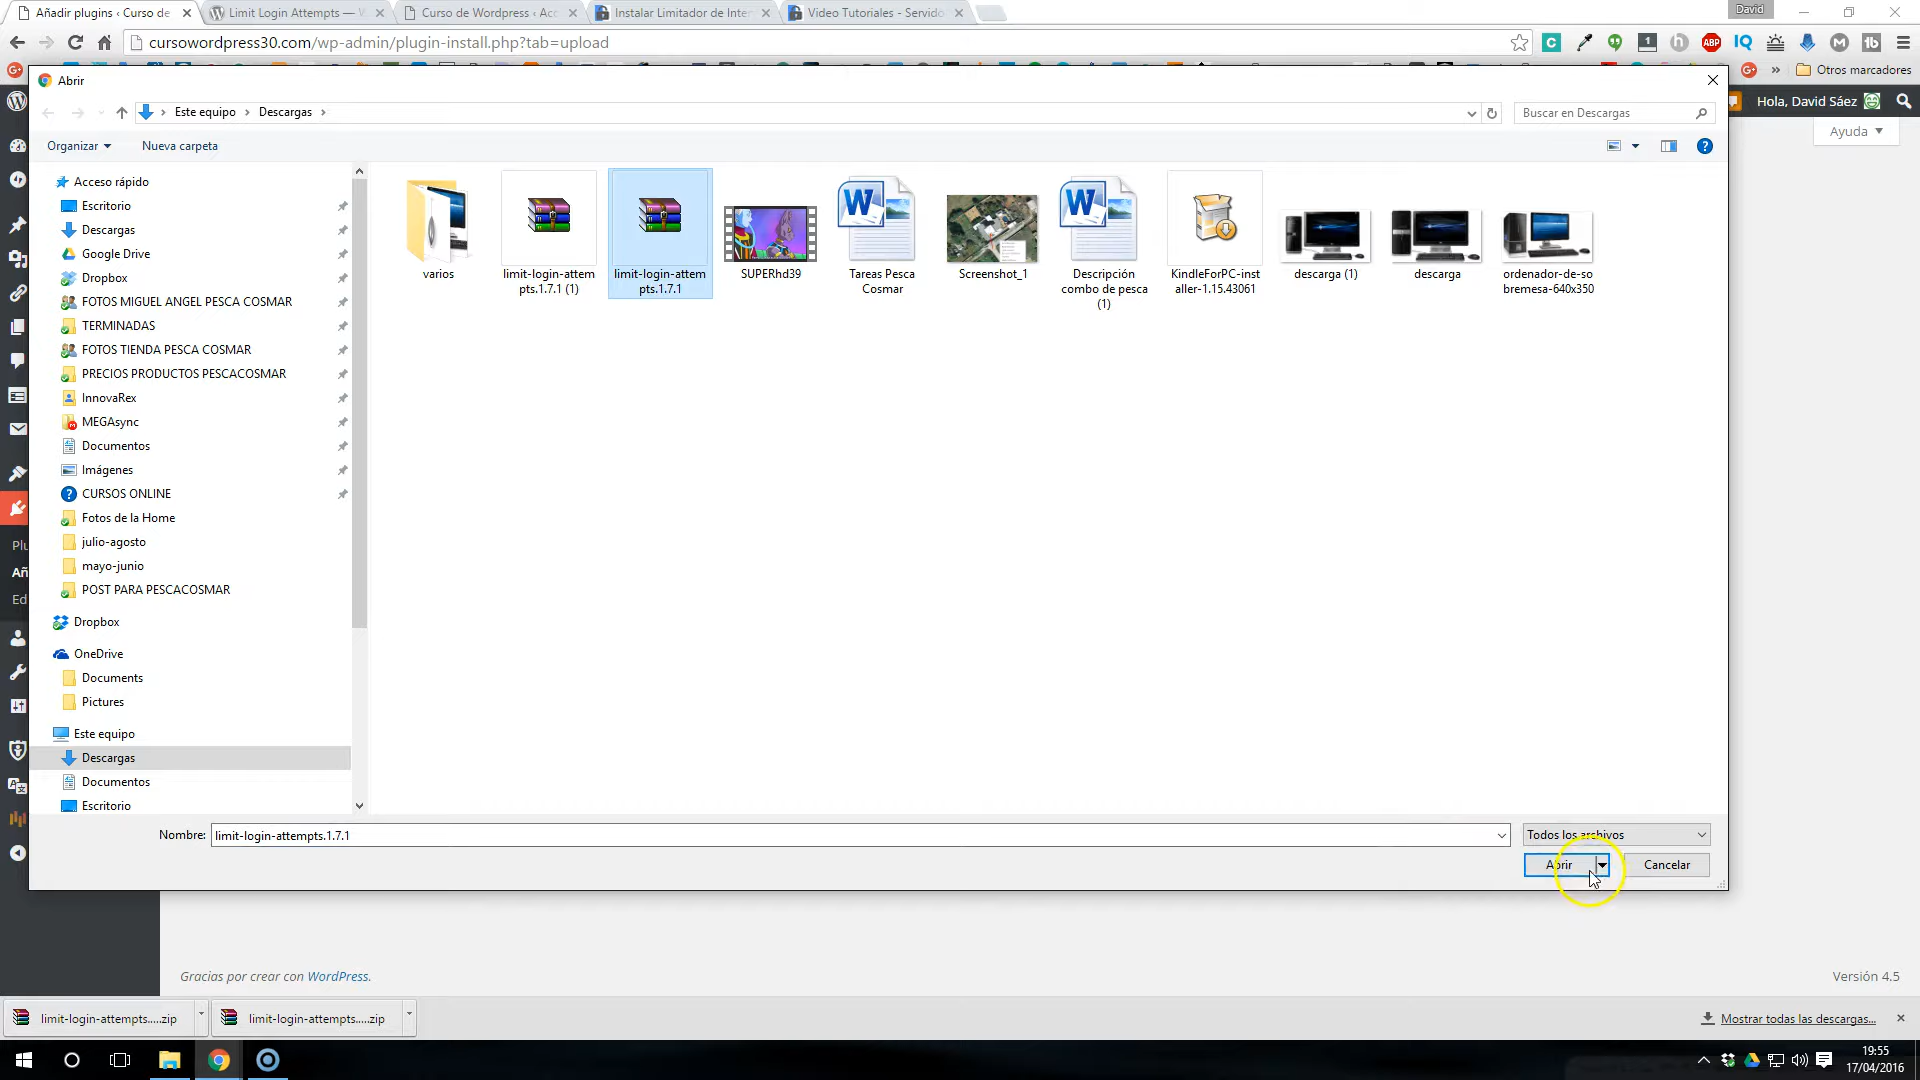 Añadir plugins ‹ Curso de
Limit Login Attempts — W
Curso de Wordpress ‹ Acc
Instalar Limitador de Inten
Video Tutoriales - Servido
David
cursowordpress30.com/wp-admin/plugin-install.php?tab=upload
ABP
IQ
Otros marcadores
Abrir
Hola, David Sáez
Este equipo
Descargas
Buscar en Descargas
Ayuda
Organizar
Nueva carpeta
Acceso rápido
Escritorio
Descargas
Google Drive
Dropbox
FOTOS MIGUEL ANGEL PESCA COSMAR
TERMINADAS
FOTOS TIENDA PESCA COSMAR
PRECIOS PRODUCTOS PESCACOSMAR
InnovaRex
MEGAsync
Documentos
Imágenes
CURSOS ONLINE
Fotos de la Home
julio-agosto
mayo-junio
POST PARA PESCACOSMAR
Dropbox
OneDrive
Documents
Pictures
Este equipo
Descargas
Documentos
Escritorio
varios
limit-login-attem
pts.1.7.1 (1)
limit-login-attem
pts.1.7.1
SUPERhd39
Tareas Pesca
Cosmar
Screenshot_1
Descripción
combo de pesca
(1)
KindleForPC-inst
aller-1.15.43061
descarga (1)
descarga
ordenador-de-so
bremesa-640x350
Plu
Añ
Ed
Nombre:
limit-login-attempts.1.7.1
Todos los archivos
Abrir
Cancelar
Gracias por crear con WordPress.
Versión 4.5
limit-login-attempts.....zip
limit-login-attempts.....zip
Mostrar todas las descargas...
19:55
17/04/2016